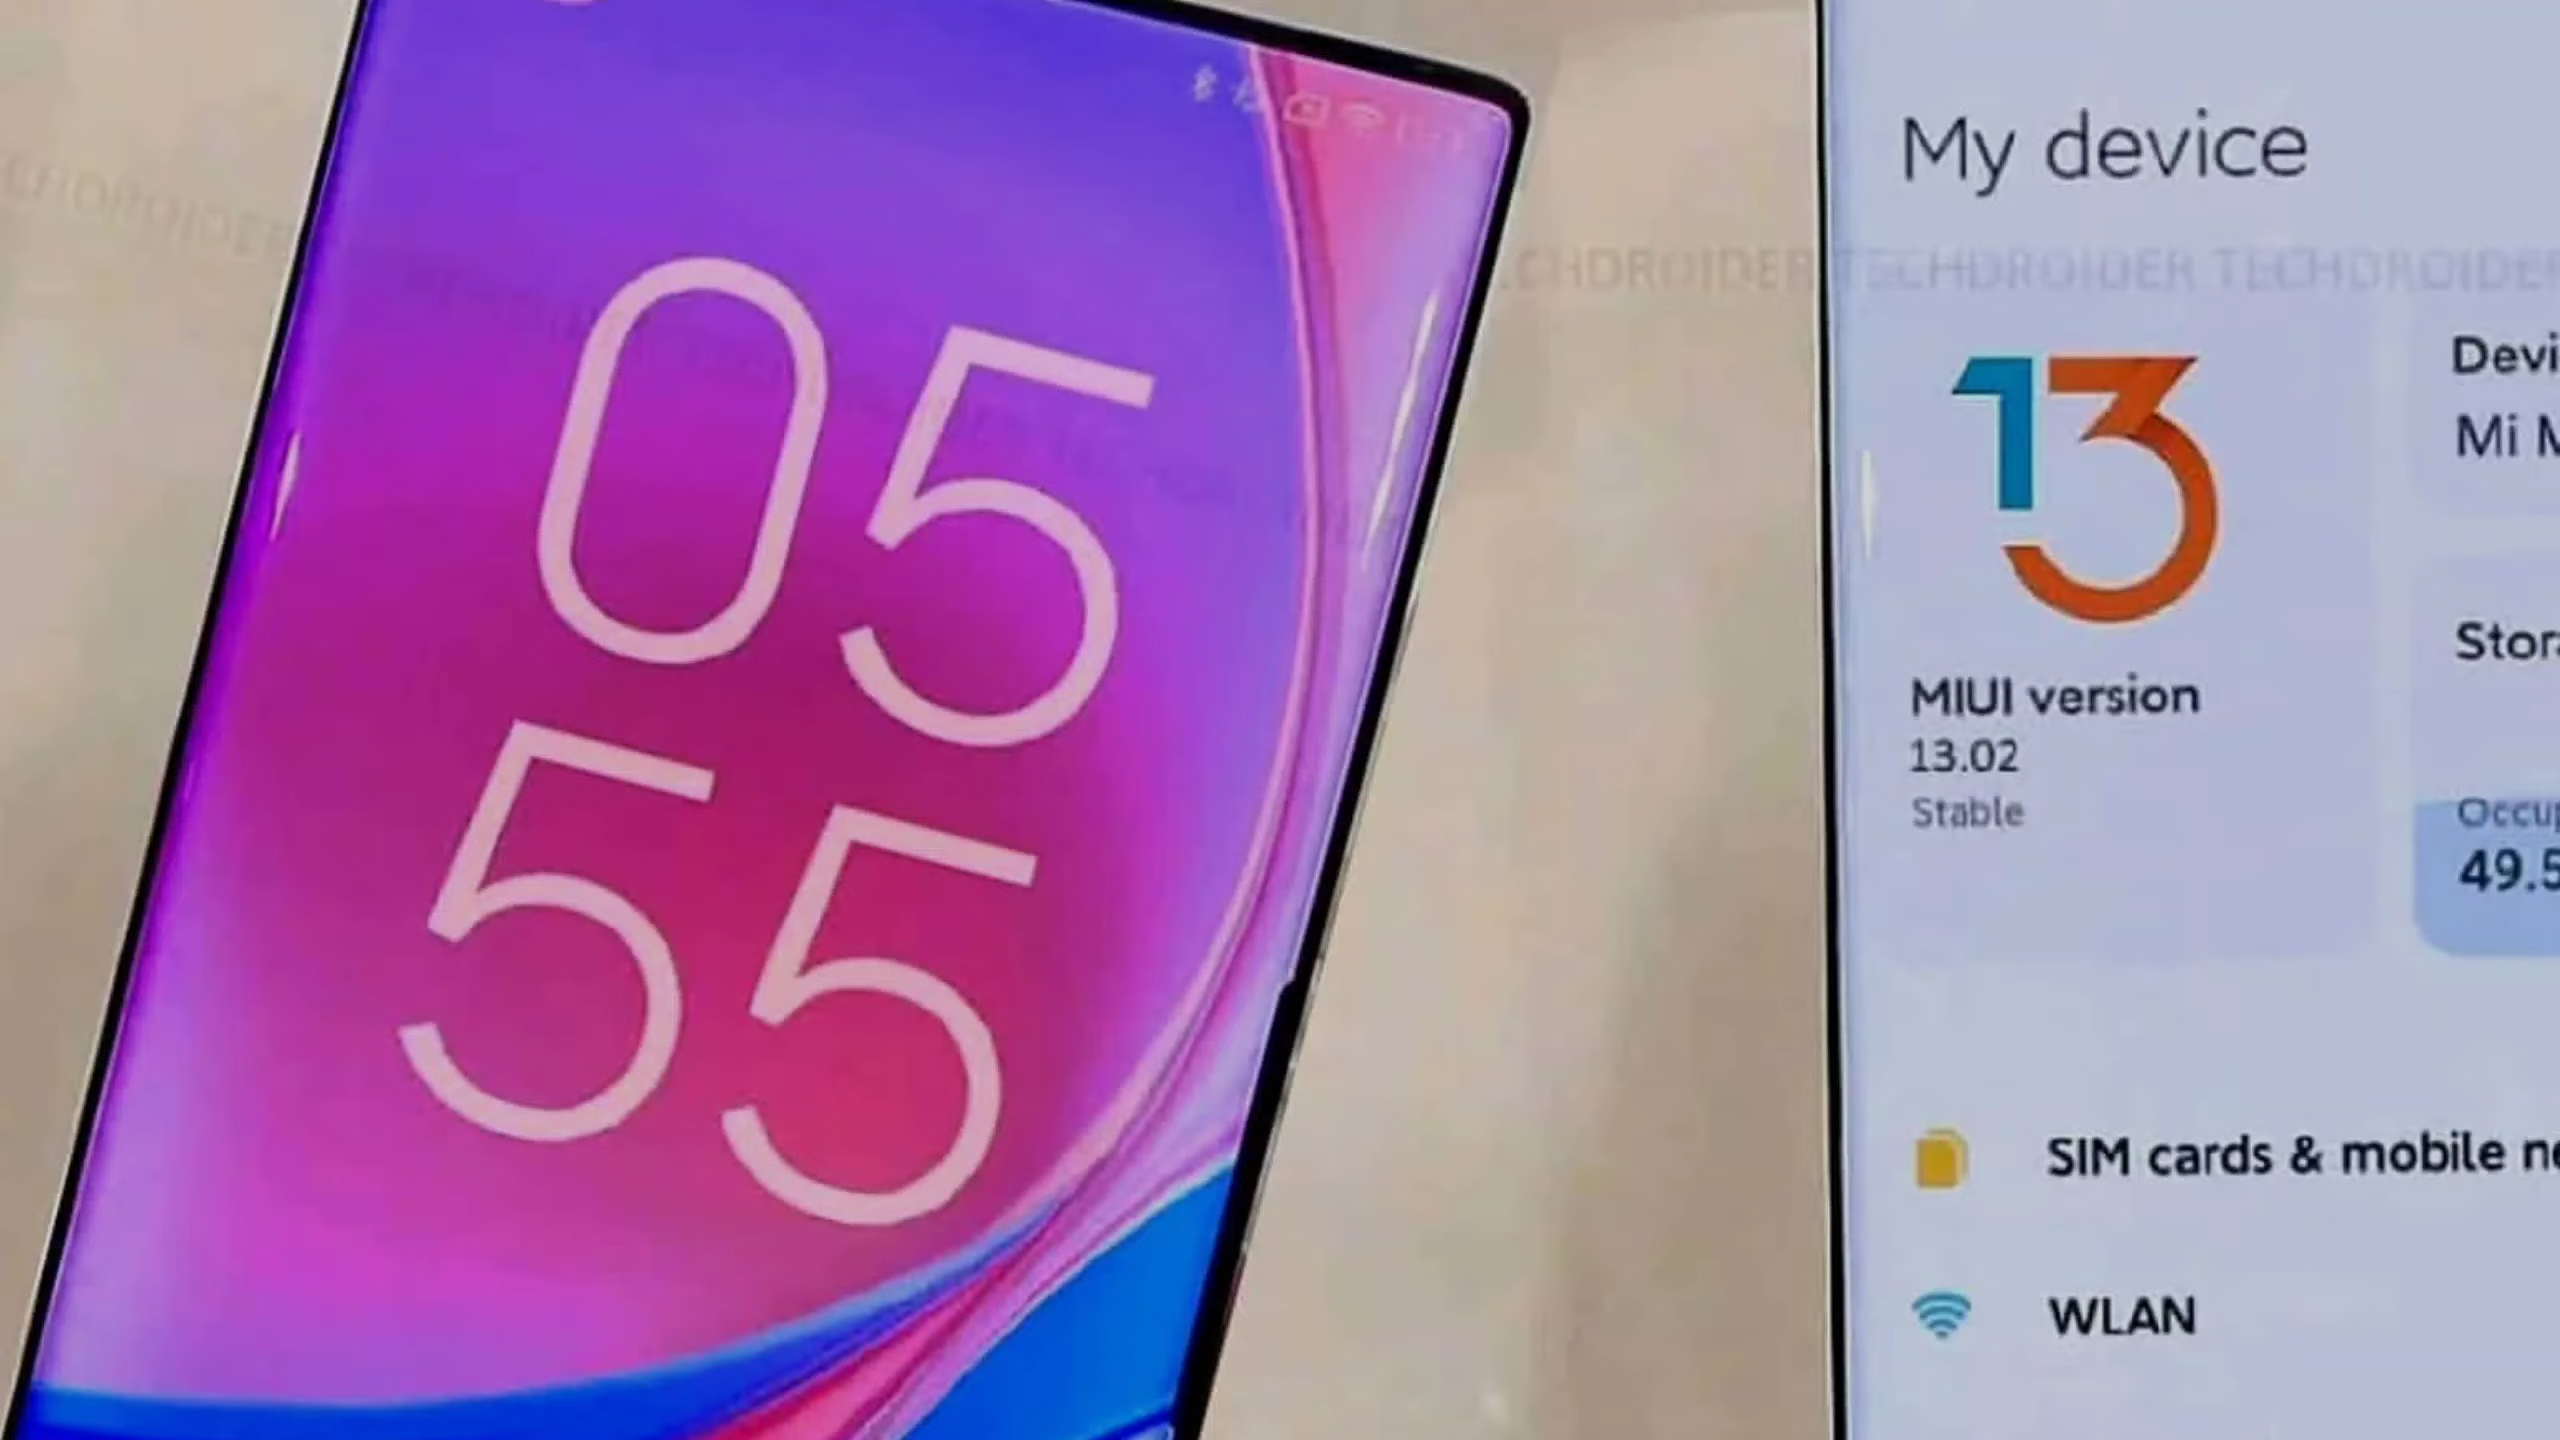 05
55
My device
TECHDROIDER TECHDROIDER
13
Devi
Mi M
MIUI version
13.02
Stable
Stor
Occup
49.5
SIM cards & mobile ne
WLAN